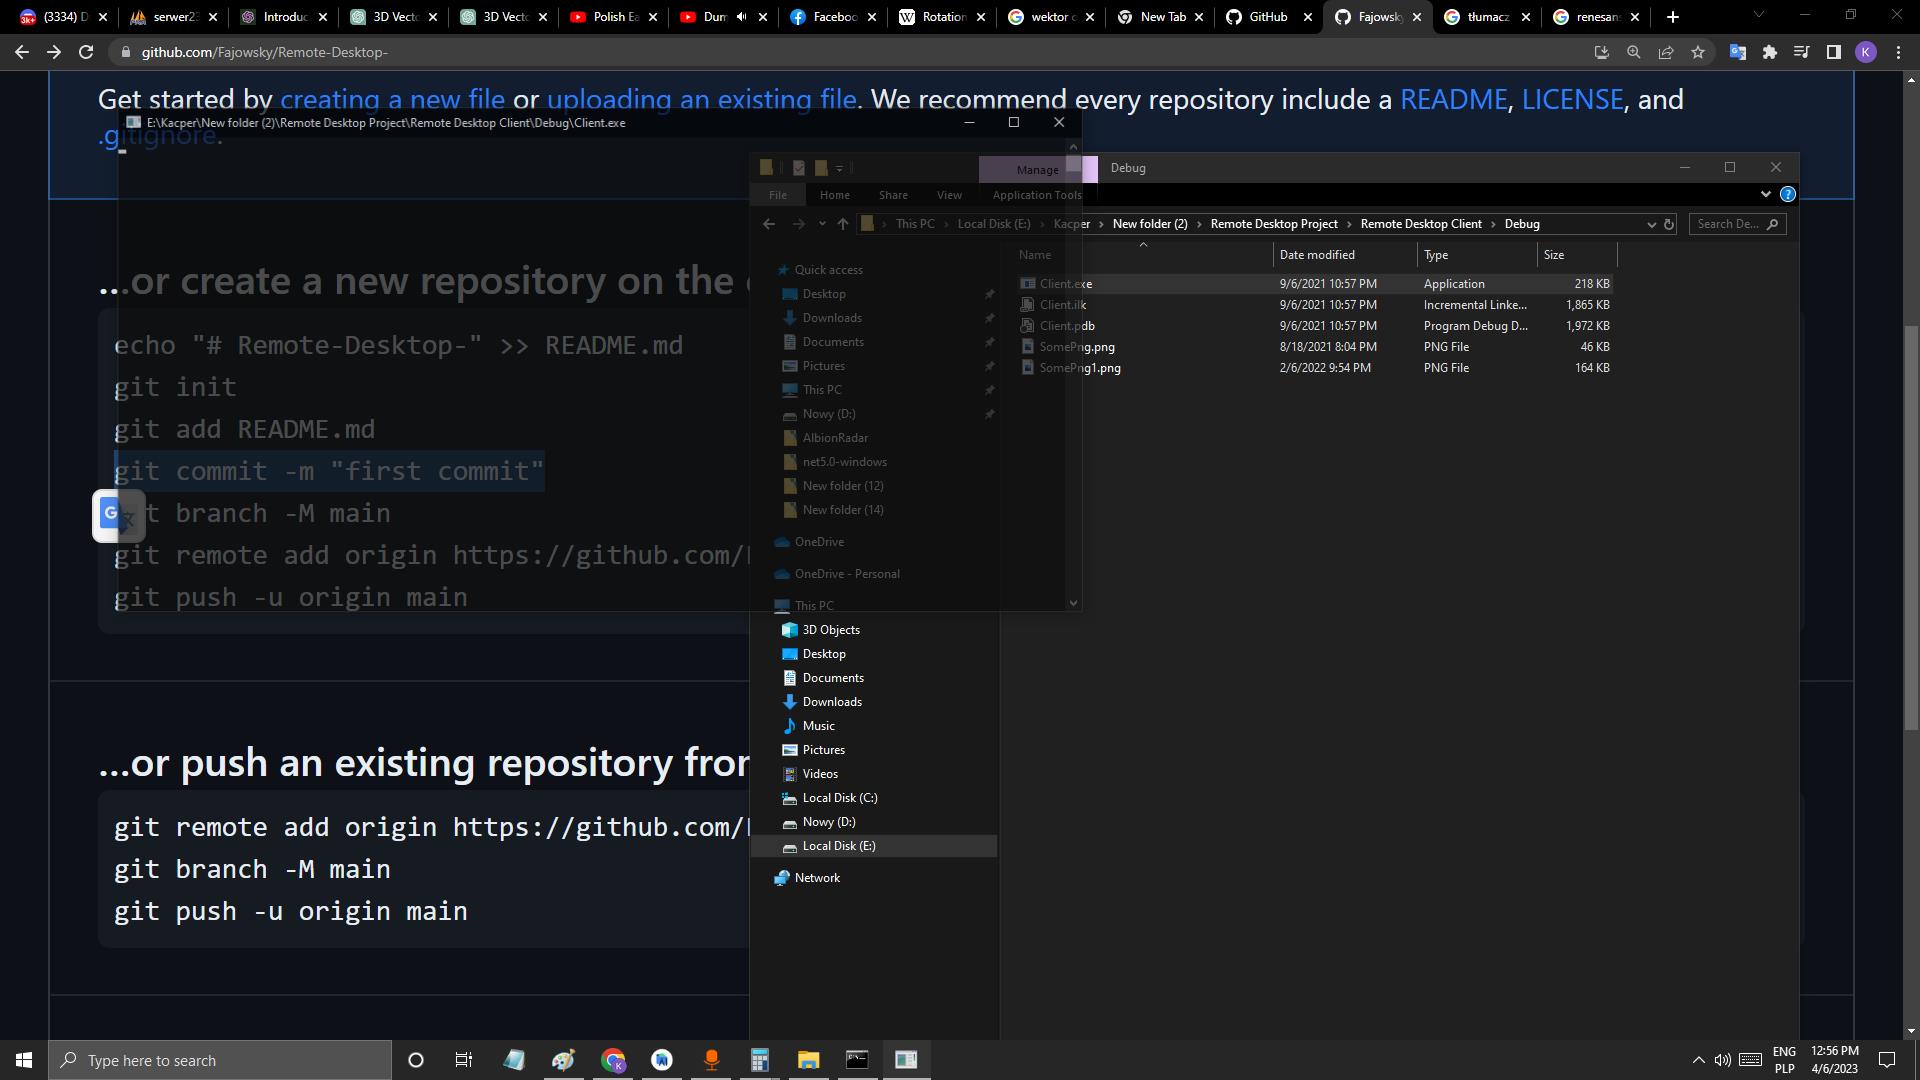 (3334) D
serwer23
Introduc
3D Vecto
3D Vecto
Polish Ea
Dum
Faceboo
Rotation
wektor o
New Tab
GitHub
Fajowsky
tłumacz
renesans
github.com/Fajowsky/Remote-Desktop-
K
Get started by creating a new file or uploading an existing file. We recommend every repository include a README, LICENSE, and
.gitignore.
E:\Kacper\New folder (2)\Remote Desktop Project\Remote Desktop Client\Debug\Client.exe
Manage
Debug
File
Home
Share
View
Application Tools
This PC
Local Disk (E:)
Kacper
New folder (2)
Remote Desktop Project
Remote Desktop Client
Debug
Search De...
Name
Date modified
Type
Size
Client.exe
9/6/2021 10:57 PM
Application
218 KB
Client.ilk
9/6/2021 10:57 PM
Incremental Linke...
1,865 KB
Client.pdb
9/6/2021 10:57 PM
Program Debug D...
1,972 KB
SomePng.png
8/18/2021 8:04 PM
PNG File
46 KB
SomePng1.png
2/6/2022 9:54 PM
PNG File
164 KB
Quick access
Desktop
Downloads
Documents
Pictures
This PC
Nowy (D:)
AlbionRadar
net5.0-windows
New folder (12)
New folder (14)
OneDrive
OneDrive - Personal
This PC
3D Objects
Desktop
Documents
Downloads
Music
Pictures
Videos
Local Disk (C:)
Nowy (D:)
Local Disk (E:)
Network
...or create a new repository on the
echo "# Remote-Desktop-" >> README.md
git init
git add README.md
git commit -m "first commit"
t branch -M main
git remote add origin https://github.com/
git push -u origin main
...or push an existing repository fro
git remote add origin https://github.com/
git branch -M main
git push -u origin main
Type here to search
ENG
PLP
12:56 PM
4/6/2023